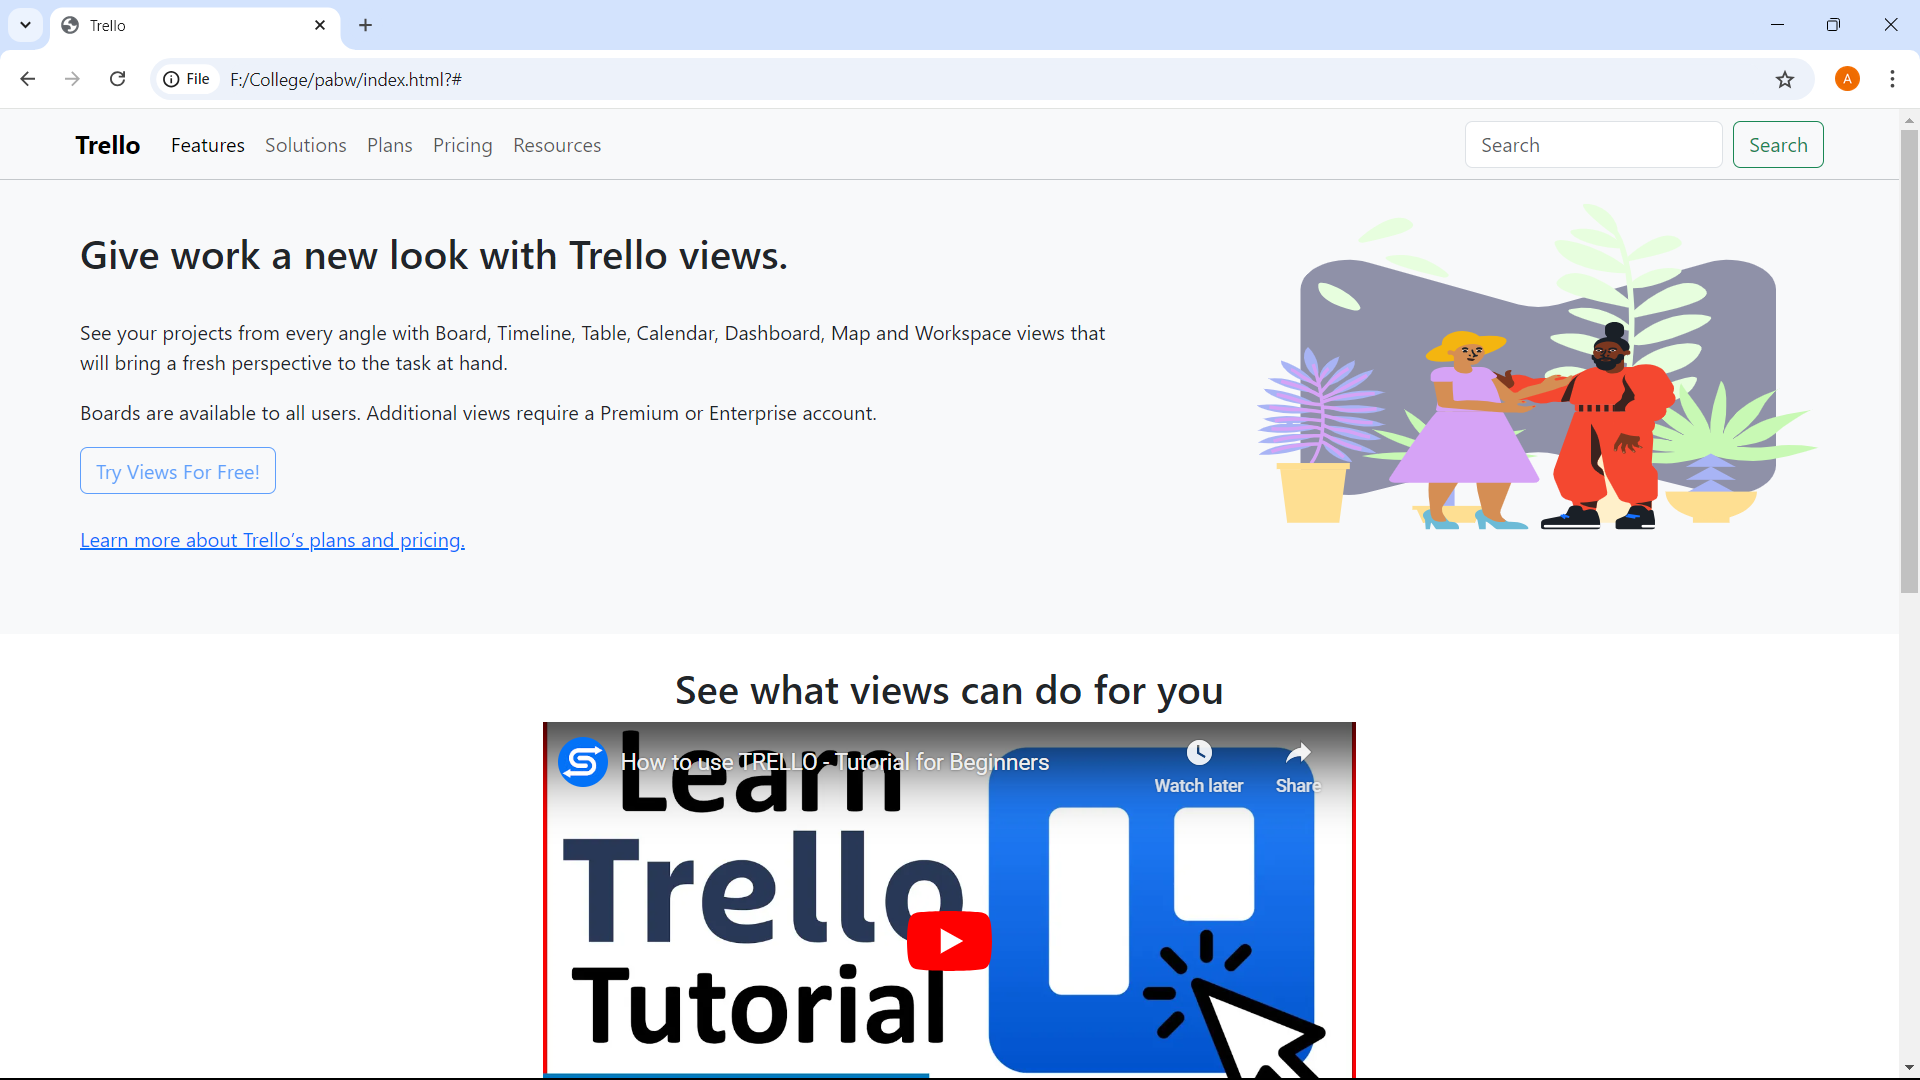 Trello
File
F:/College/pabw/index.html?#
A
Trello
Features
Solutions
Plans
Pricing
Resources
Search
Search
Give work a new look with Trello views.
See your projects from every angle with Board, Timeline, Table, Calendar, Dashboard, Map and Workspace views that
will bring a fresh perspective to the task at hand.
Boards are available to all users. Additional views require a Premium or Enterprise account.
Try Views For Free!
Learn more about Trello's plans and pricing.
See what views can do for you
How to use TRELLO - Tutorial for Beginners
Watch later
Share
Learn
Trello
Tutorial